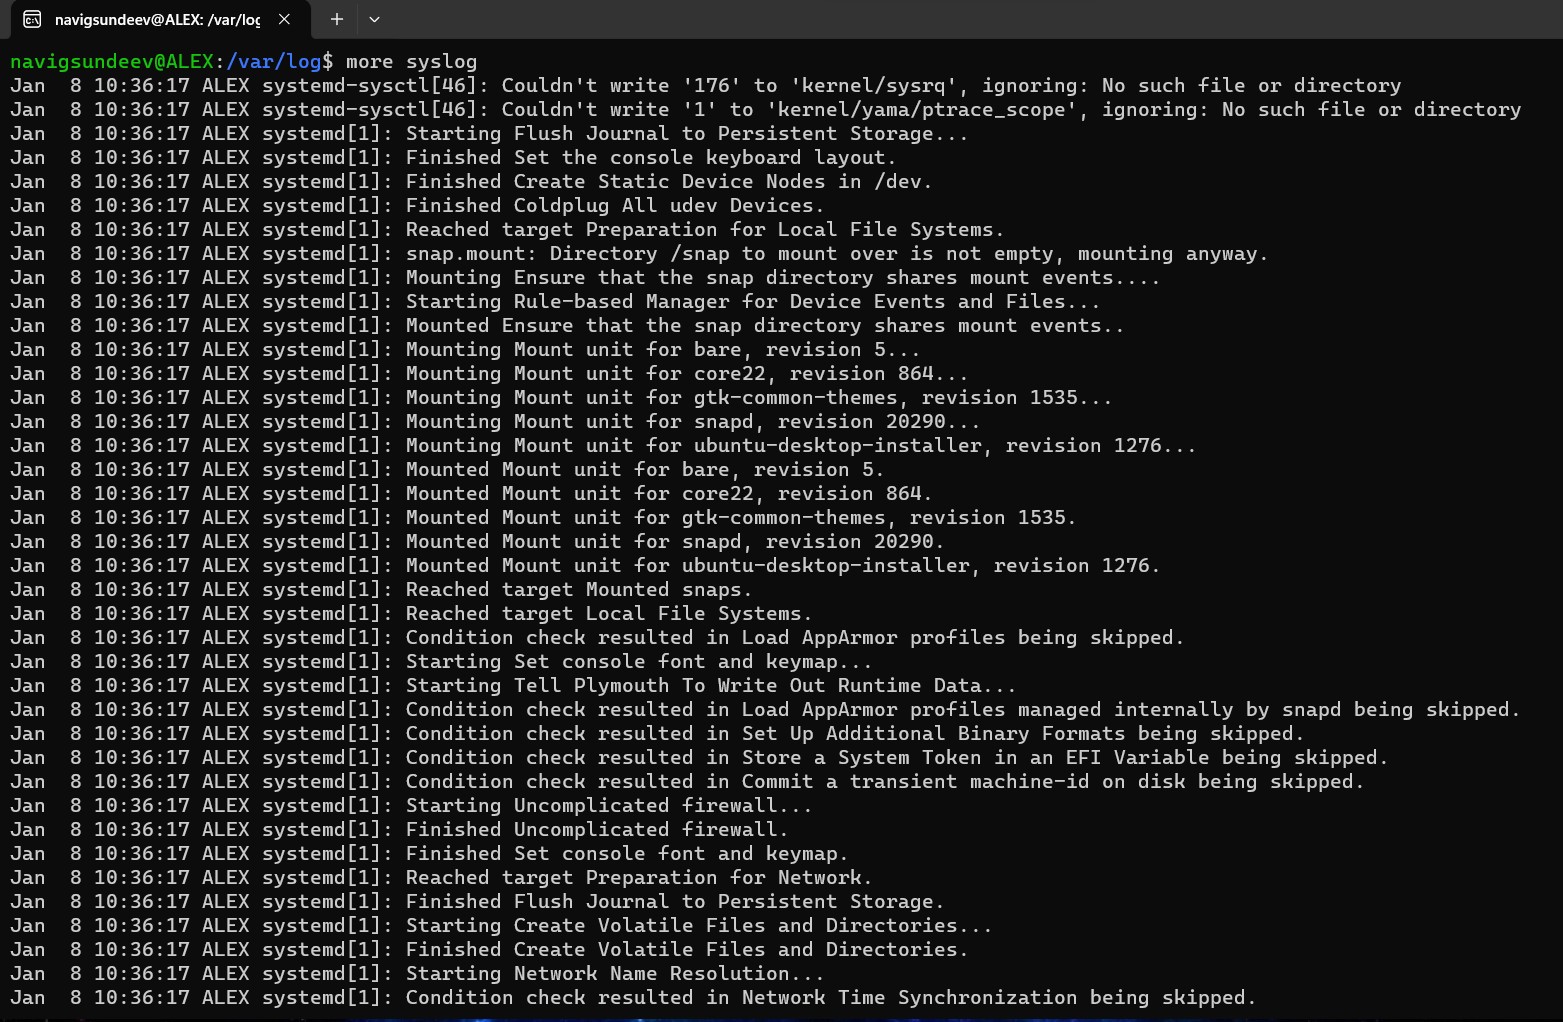 navigsundeev@ALEX: /var/log
navigsundeev@ALEX:/var/log$ more syslog
Jan  8 10:36:17 ALEX systemd-sysctl[46]: Couldn't write '176' to 'kernel/sysrq', ignoring: No such file or directory
Jan  8 10:36:17 ALEX systemd-sysctl[46]: Couldn't write '1' to 'kernel/yama/ptrace_scope', ignoring: No such file or directory
Jan  8 10:36:17 ALEX systemd[1]: Starting Flush Journal to Persistent Storage...
Jan  8 10:36:17 ALEX systemd[1]: Finished Set the console keyboard layout.
Jan  8 10:36:17 ALEX systemd[1]: Finished Create Static Device Nodes in /dev.
Jan  8 10:36:17 ALEX systemd[1]: Finished Coldplug All udev Devices.
Jan  8 10:36:17 ALEX systemd[1]: Reached target Preparation for Local File Systems.
Jan  8 10:36:17 ALEX systemd[1]: snap.mount: Directory /snap to mount over is not empty, mounting anyway.
Jan  8 10:36:17 ALEX systemd[1]: Mounting Ensure that the snap directory shares mount events....
Jan  8 10:36:17 ALEX systemd[1]: Starting Rule-based Manager for Device Events and Files...
Jan  8 10:36:17 ALEX systemd[1]: Mounted Ensure that the snap directory shares mount events..
Jan  8 10:36:17 ALEX systemd[1]: Mounting Mount unit for bare, revision 5...
Jan  8 10:36:17 ALEX systemd[1]: Mounting Mount unit for core22, revision 864...
Jan  8 10:36:17 ALEX systemd[1]: Mounting Mount unit for gtk-common-themes, revision 1535...
Jan  8 10:36:17 ALEX systemd[1]: Mounting Mount unit for snapd, revision 20290...
Jan  8 10:36:17 ALEX systemd[1]: Mounting Mount unit for ubuntu-desktop-installer, revision 1276...
Jan  8 10:36:17 ALEX systemd[1]: Mounted Mount unit for bare, revision 5.
Jan  8 10:36:17 ALEX systemd[1]: Mounted Mount unit for core22, revision 864.
Jan  8 10:36:17 ALEX systemd[1]: Mounted Mount unit for gtk-common-themes, revision 1535.
Jan  8 10:36:17 ALEX systemd[1]: Mounted Mount unit for snapd, revision 20290.
Jan  8 10:36:17 ALEX systemd[1]: Mounted Mount unit for ubuntu-desktop-installer, revision 1276.
Jan  8 10:36:17 ALEX systemd[1]: Reached target Mounted snaps.
Jan  8 10:36:17 ALEX systemd[1]: Reached target Local File Systems.
Jan  8 10:36:17 ALEX systemd[1]: Condition check resulted in Load AppArmor profiles being skipped.
Jan  8 10:36:17 ALEX systemd[1]: Starting Set console font and keymap...
Jan  8 10:36:17 ALEX systemd[1]: Starting Tell Plymouth To Write Out Runtime Data...
Jan  8 10:36:17 ALEX systemd[1]: Condition check resulted in Load AppArmor profiles managed internally by snapd being skipped.
Jan  8 10:36:17 ALEX systemd[1]: Condition check resulted in Set Up Additional Binary Formats being skipped.
Jan  8 10:36:17 ALEX systemd[1]: Condition check resulted in Store a System Token in an EFI Variable being skipped.
Jan  8 10:36:17 ALEX systemd[1]: Condition check resulted in Commit a transient machine-id on disk being skipped.
Jan  8 10:36:17 ALEX systemd[1]: Starting Uncomplicated firewall...
Jan  8 10:36:17 ALEX systemd[1]: Finished Uncomplicated firewall.
Jan  8 10:36:17 ALEX systemd[1]: Finished Set console font and keymap.
Jan  8 10:36:17 ALEX systemd[1]: Reached target Preparation for Network.
Jan  8 10:36:17 ALEX systemd[1]: Finished Flush Journal to Persistent Storage.
Jan  8 10:36:17 ALEX systemd[1]: Starting Create Volatile Files and Directories...
Jan  8 10:36:17 ALEX systemd[1]: Finished Create Volatile Files and Directories.
Jan  8 10:36:17 ALEX systemd[1]: Starting Network Name Resolution...
Jan  8 10:36:17 ALEX systemd[1]: Condition check resulted in Network Time Synchronization being skipped.